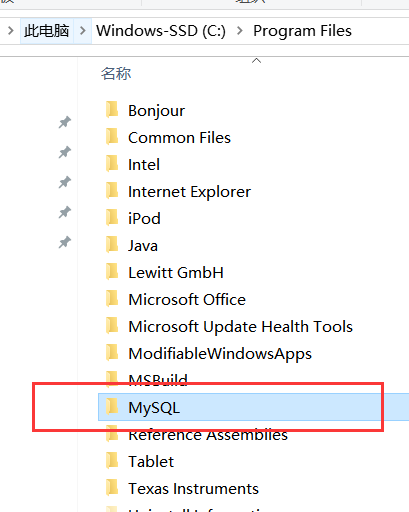 此电脑 Windows-SSD (C:) Program Files
名称
Bonjour
Common Files
Intel
Internet Explorer
iPod
Java
Lewitt GmbH
Microsoft Office
Microsoft Update Health Tools
ModifiableWindowsApps
MSBuild
MySQL
Reference Assemblies
Tablet
Texas Instruments